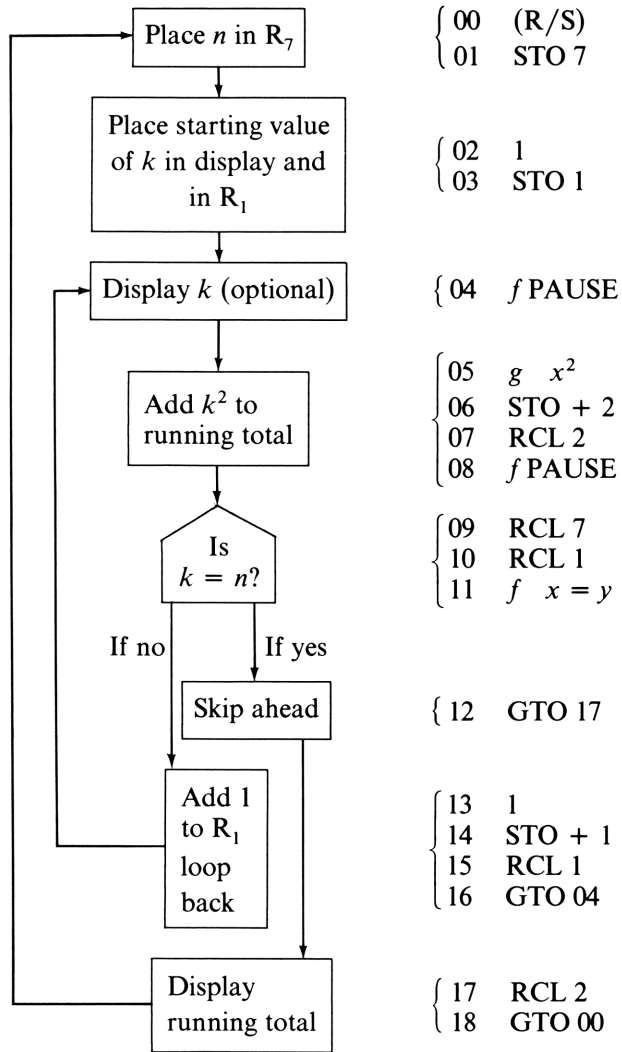 Place n in R₇
00 (R/S)
01 STO 7
Place starting value
of k in display and
in R₁
02 1
03 STO 1
Display k (optional)
04 f PAUSE
Add k² to
running total
05 g x²
06 STO + 2
07 RCL 2
08 f PAUSE
Is
k = n?
09 RCL 7
10 RCL 1
11 f x = y
If no
If yes
Skip ahead
12 GTO 17
Add 1
to R₁
loop
back
13 1
14 STO + 1
15 RCL 1
16 GTO 04
Display
running total
17 RCL 2
18 GTO 00